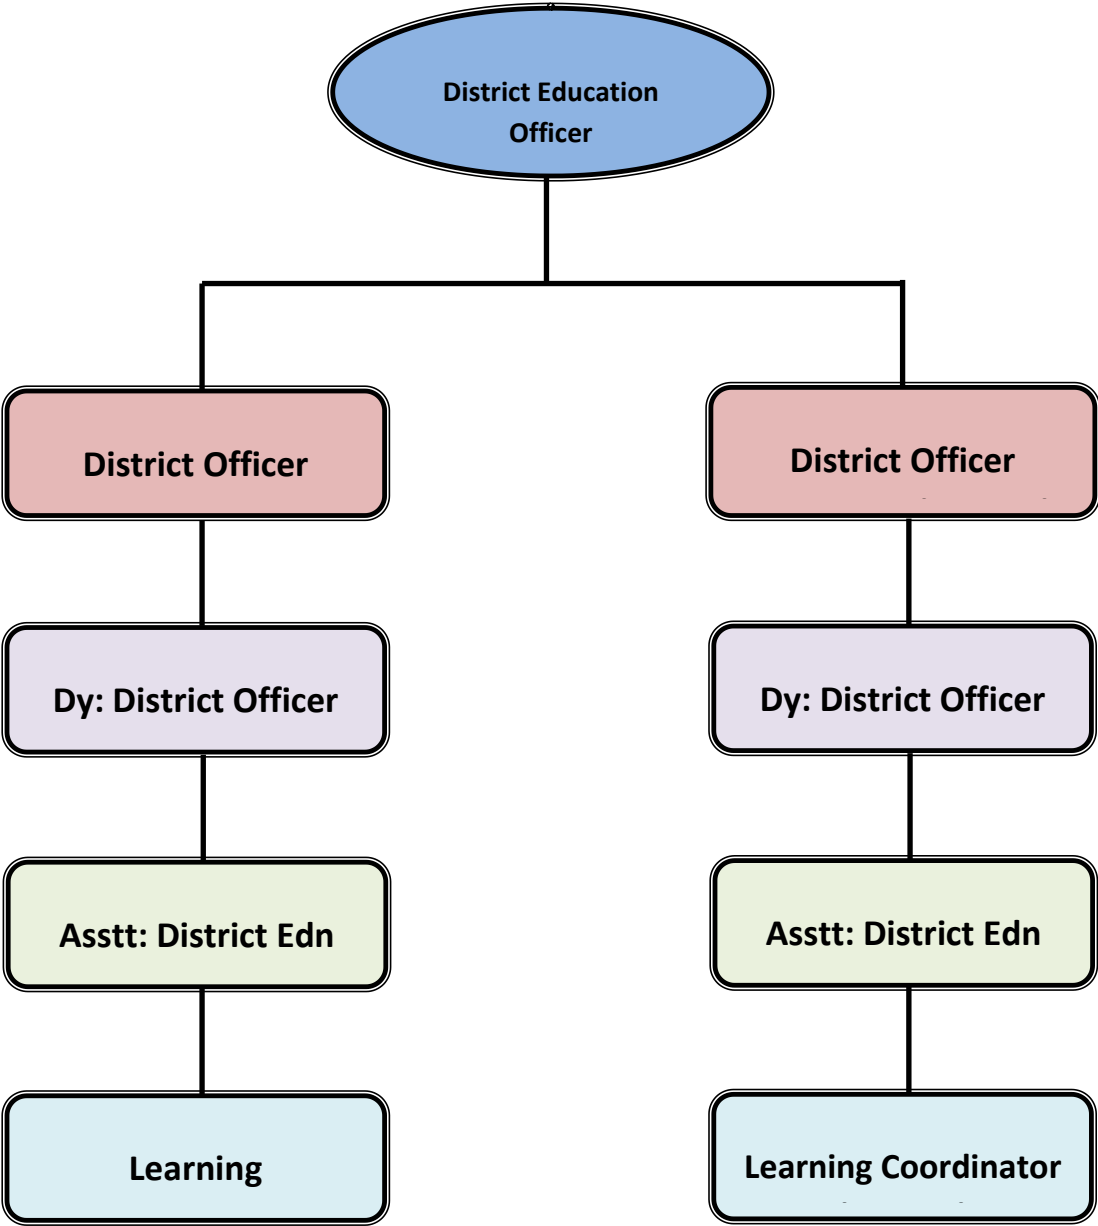 District Education
Officer
District Officer
District Officer
Dy: District Officer
Dy: District Officer
Asstt: District Edn
Asstt: District Edn
Learning
Learning Coordinator